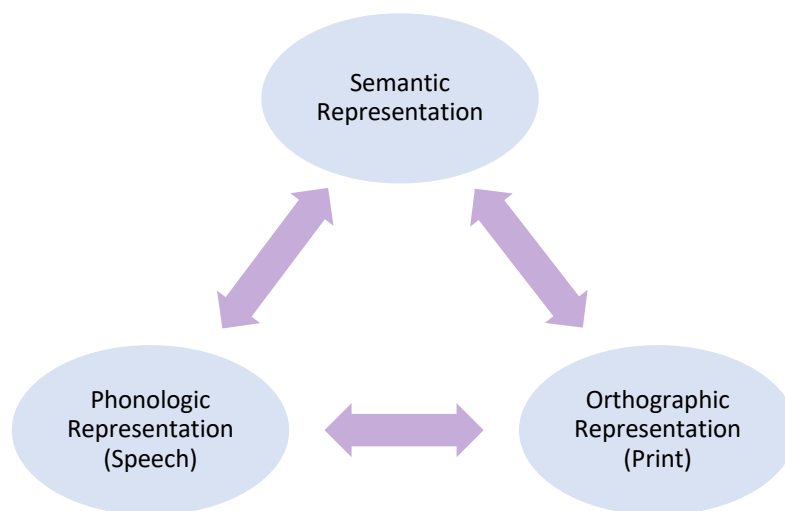 Semantic
Representation
Phonologic
Representation
(Speech)
Orthographic
Representation
(Print)